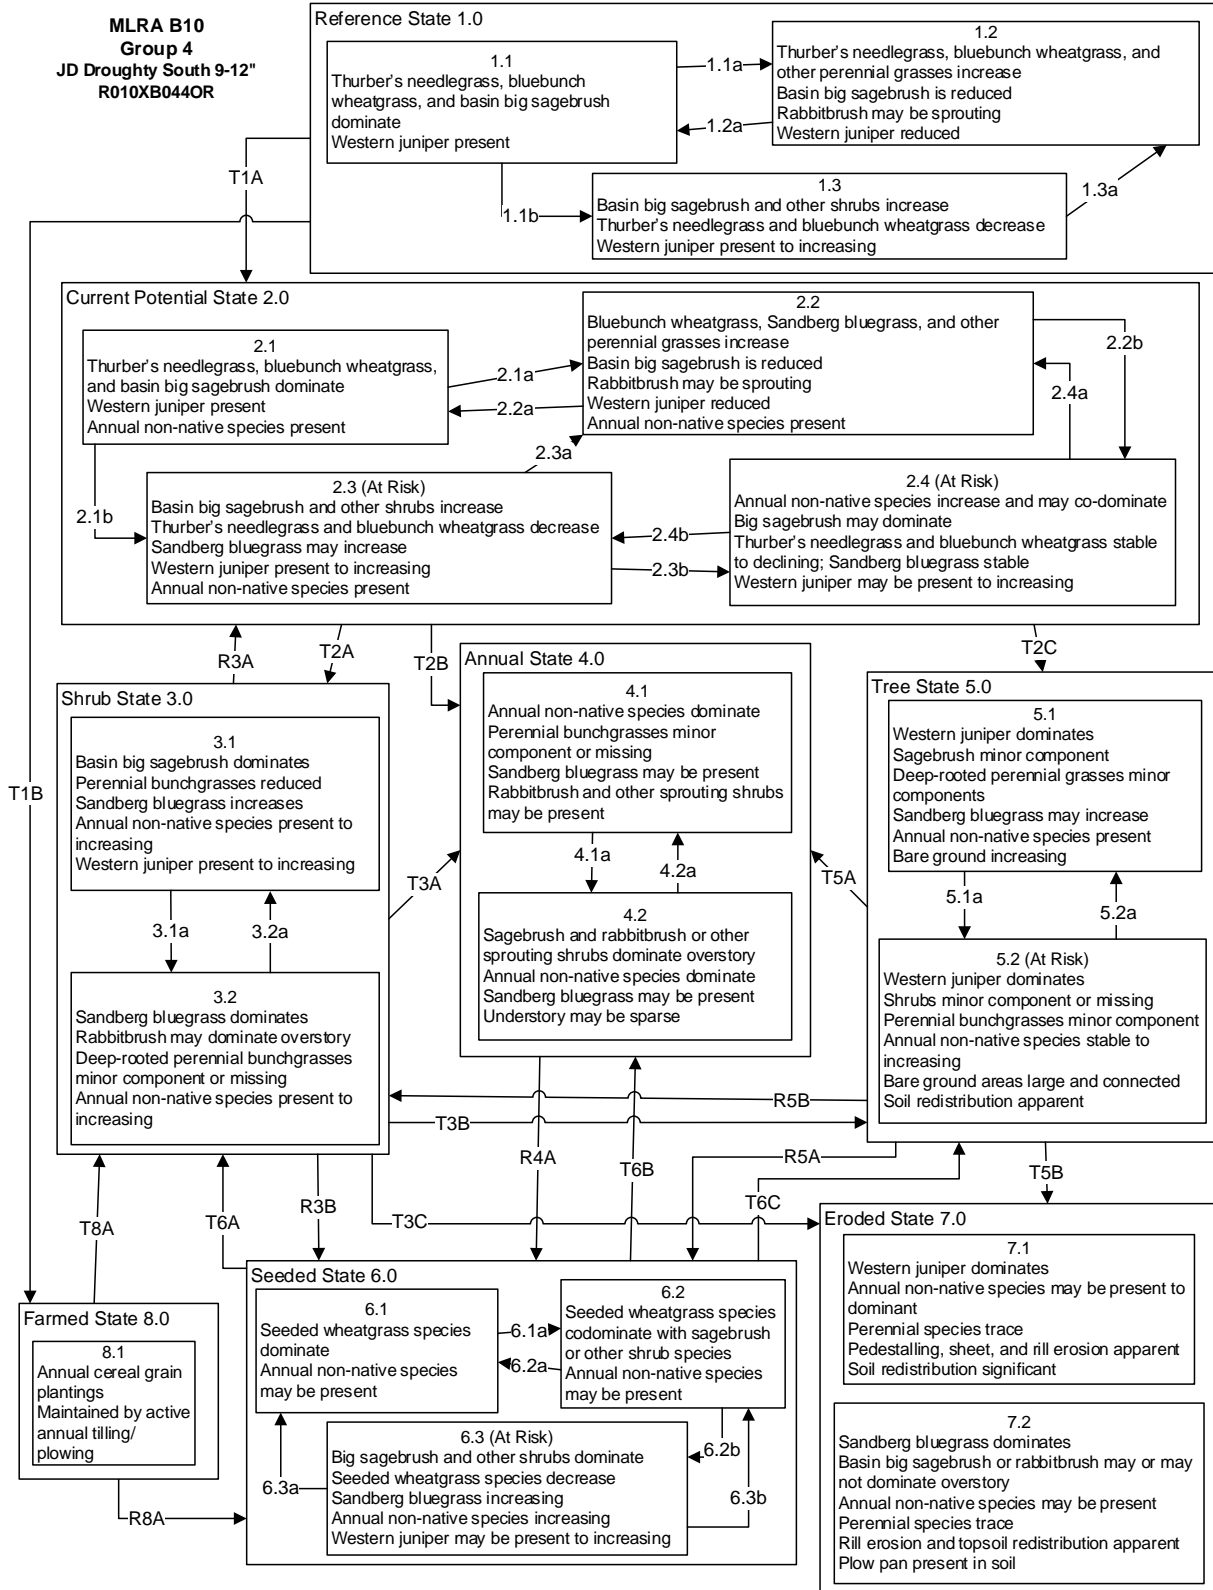 MLRA B10
Group 4
JD Droughty South 9-12"
R010XB044OR
Reference State 1.0
1.1
Thurber's needlegrass, bluebunch
wheatgrass, and basin big sagebrush
dominate
Western juniper present
1.1a
1.2a
1.2
Thurber's needlegrass, bluebunch wheatgrass, and
other perennial grasses increase
Basin big sagebrush is reduced
Rabbitbrush may be sprouting
Western juniper reduced
1.1b
1.3
Basin big sagebrush and other shrubs increase
Thurber's needlegrass and bluebunch wheatgrass decrease
Western juniper present to increasing
1.3a
T1A
T1B
Current Potential State 2.0
2.1
Thurber's needlegrass, bluebunch wheatgrass,
and basin big sagebrush dominate
Western juniper present
Annual non-native species present
2.1a
2.2a
2.2
Bluebunch wheatgrass, Sandberg bluegrass, and other
perennial grasses increase
Basin big sagebrush is reduced
Rabbitbrush may be sprouting
Western juniper reduced
Annual non-native species present
2.2b
2.4a
2.3a
2.1b
2.3 (At Risk)
Basin big sagebrush and other shrubs increase
Thurber's needlegrass and bluebunch wheatgrass decrease
Sandberg bluegrass may increase
Western juniper present to increasing
Annual non-native species present
2.4b
2.3b
2.4 (At Risk)
Annual non-native species increase and may co-dominate
Big sagebrush may dominate
Thurber's needlegrass and bluebunch wheatgrass stable
to declining; Sandberg bluegrass stable
Western juniper may be present to increasing
R3A
T2A
T2B
T2C
Shrub State 3.0
3.1
Basin big sagebrush dominates
Perennial bunchgrasses reduced
Sandberg bluegrass increases
Annual non-native species present to
increasing
Western juniper present to increasing
3.1a
3.2a
3.2
Sandberg bluegrass dominates
Rabbitbrush may dominate overstory
Deep-rooted perennial bunchgrasses
minor component or missing
Annual non-native species present to
increasing
T3A
Annual State 4.0
4.1
Annual non-native species dominate
Perennial bunchgrasses minor
component or missing
Sandberg bluegrass may be present
Rabbitbrush and other sprouting shrubs
may be present
4.1a
4.2a
4.2
Sagebrush and rabbitbrush or other
sprouting shrubs dominate overstory
Annual non-native species dominate
Sandberg bluegrass may be present
Understory may be sparse
T5A
Tree State 5.0
5.1
Western juniper dominates
Sagebrush minor component
Deep-rooted perennial grasses minor
components
Sandberg bluegrass may increase
Annual non-native species present
Bare ground increasing
5.1a
5.2a
5.2 (At Risk)
Western juniper dominates
Shrubs minor component or missing
Perennial bunchgrasses minor component
Annual non-native species stable to
increasing
Bare ground areas large and connected
Soil redistribution apparent
R5B
T3B
T8A
T6A
R3B
T3C
R4A
T6B
R5A
T6C
T5B
Farmed State 8.0
8.1
Annual cereal grain
plantings
Maintained by active
annual tilling/
plowing
R8A
Seeded State 6.0
6.1
Seeded wheatgrass species
dominate
Annual non-native species
may be present
6.1a
6.2a
6.2
Seeded wheatgrass species
codominate with sagebrush
or other shrub species
Annual non-native species
may be present
6.3a
6.3 (At Risk)
Big sagebrush and other shrubs dominate
Seeded wheatgrass species decrease
Sandberg bluegrass increasing
Annual non-native species increasing
Western juniper may be present to increasing
6.2b
6.3b
Eroded State 7.0
7.1
Western juniper dominates
Annual non-native species may be present to
dominant
Perennial species trace
Pedestalling, sheet, and rill erosion apparent
Soil redistribution significant
7.2
Sandberg bluegrass dominates
Basin big sagebrush or rabbitbrush may or may
not dominate overstory
Annual non-native species may be present
Perennial species trace
Rill erosion and topsoil redistribution apparent
Plow pan present in soil